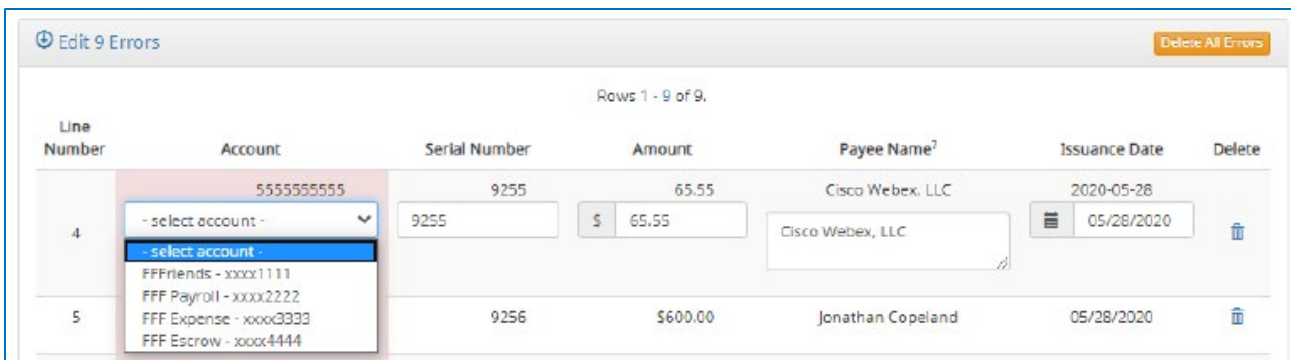 Edit 9 Errors
Delete All Errors
Rows 1 - 9 of 9.
Line Number Account Serial Number Amount Payee Name² Issuance Date Delete
5555555555 9255 65.55 Cisco Webex, LLC 2020-05-28
4 - select account - 9255 $ 65.55 Cisco Webex, LLC 05/28/2020
- select account -
FFFriends - xxxx1111
FFF Payroll - xxxx2222
5 FFF Expense - xxxx3333 9256 $600.00 Jonathan Copeland 05/28/2020
FFF Escrow - xxxx4444